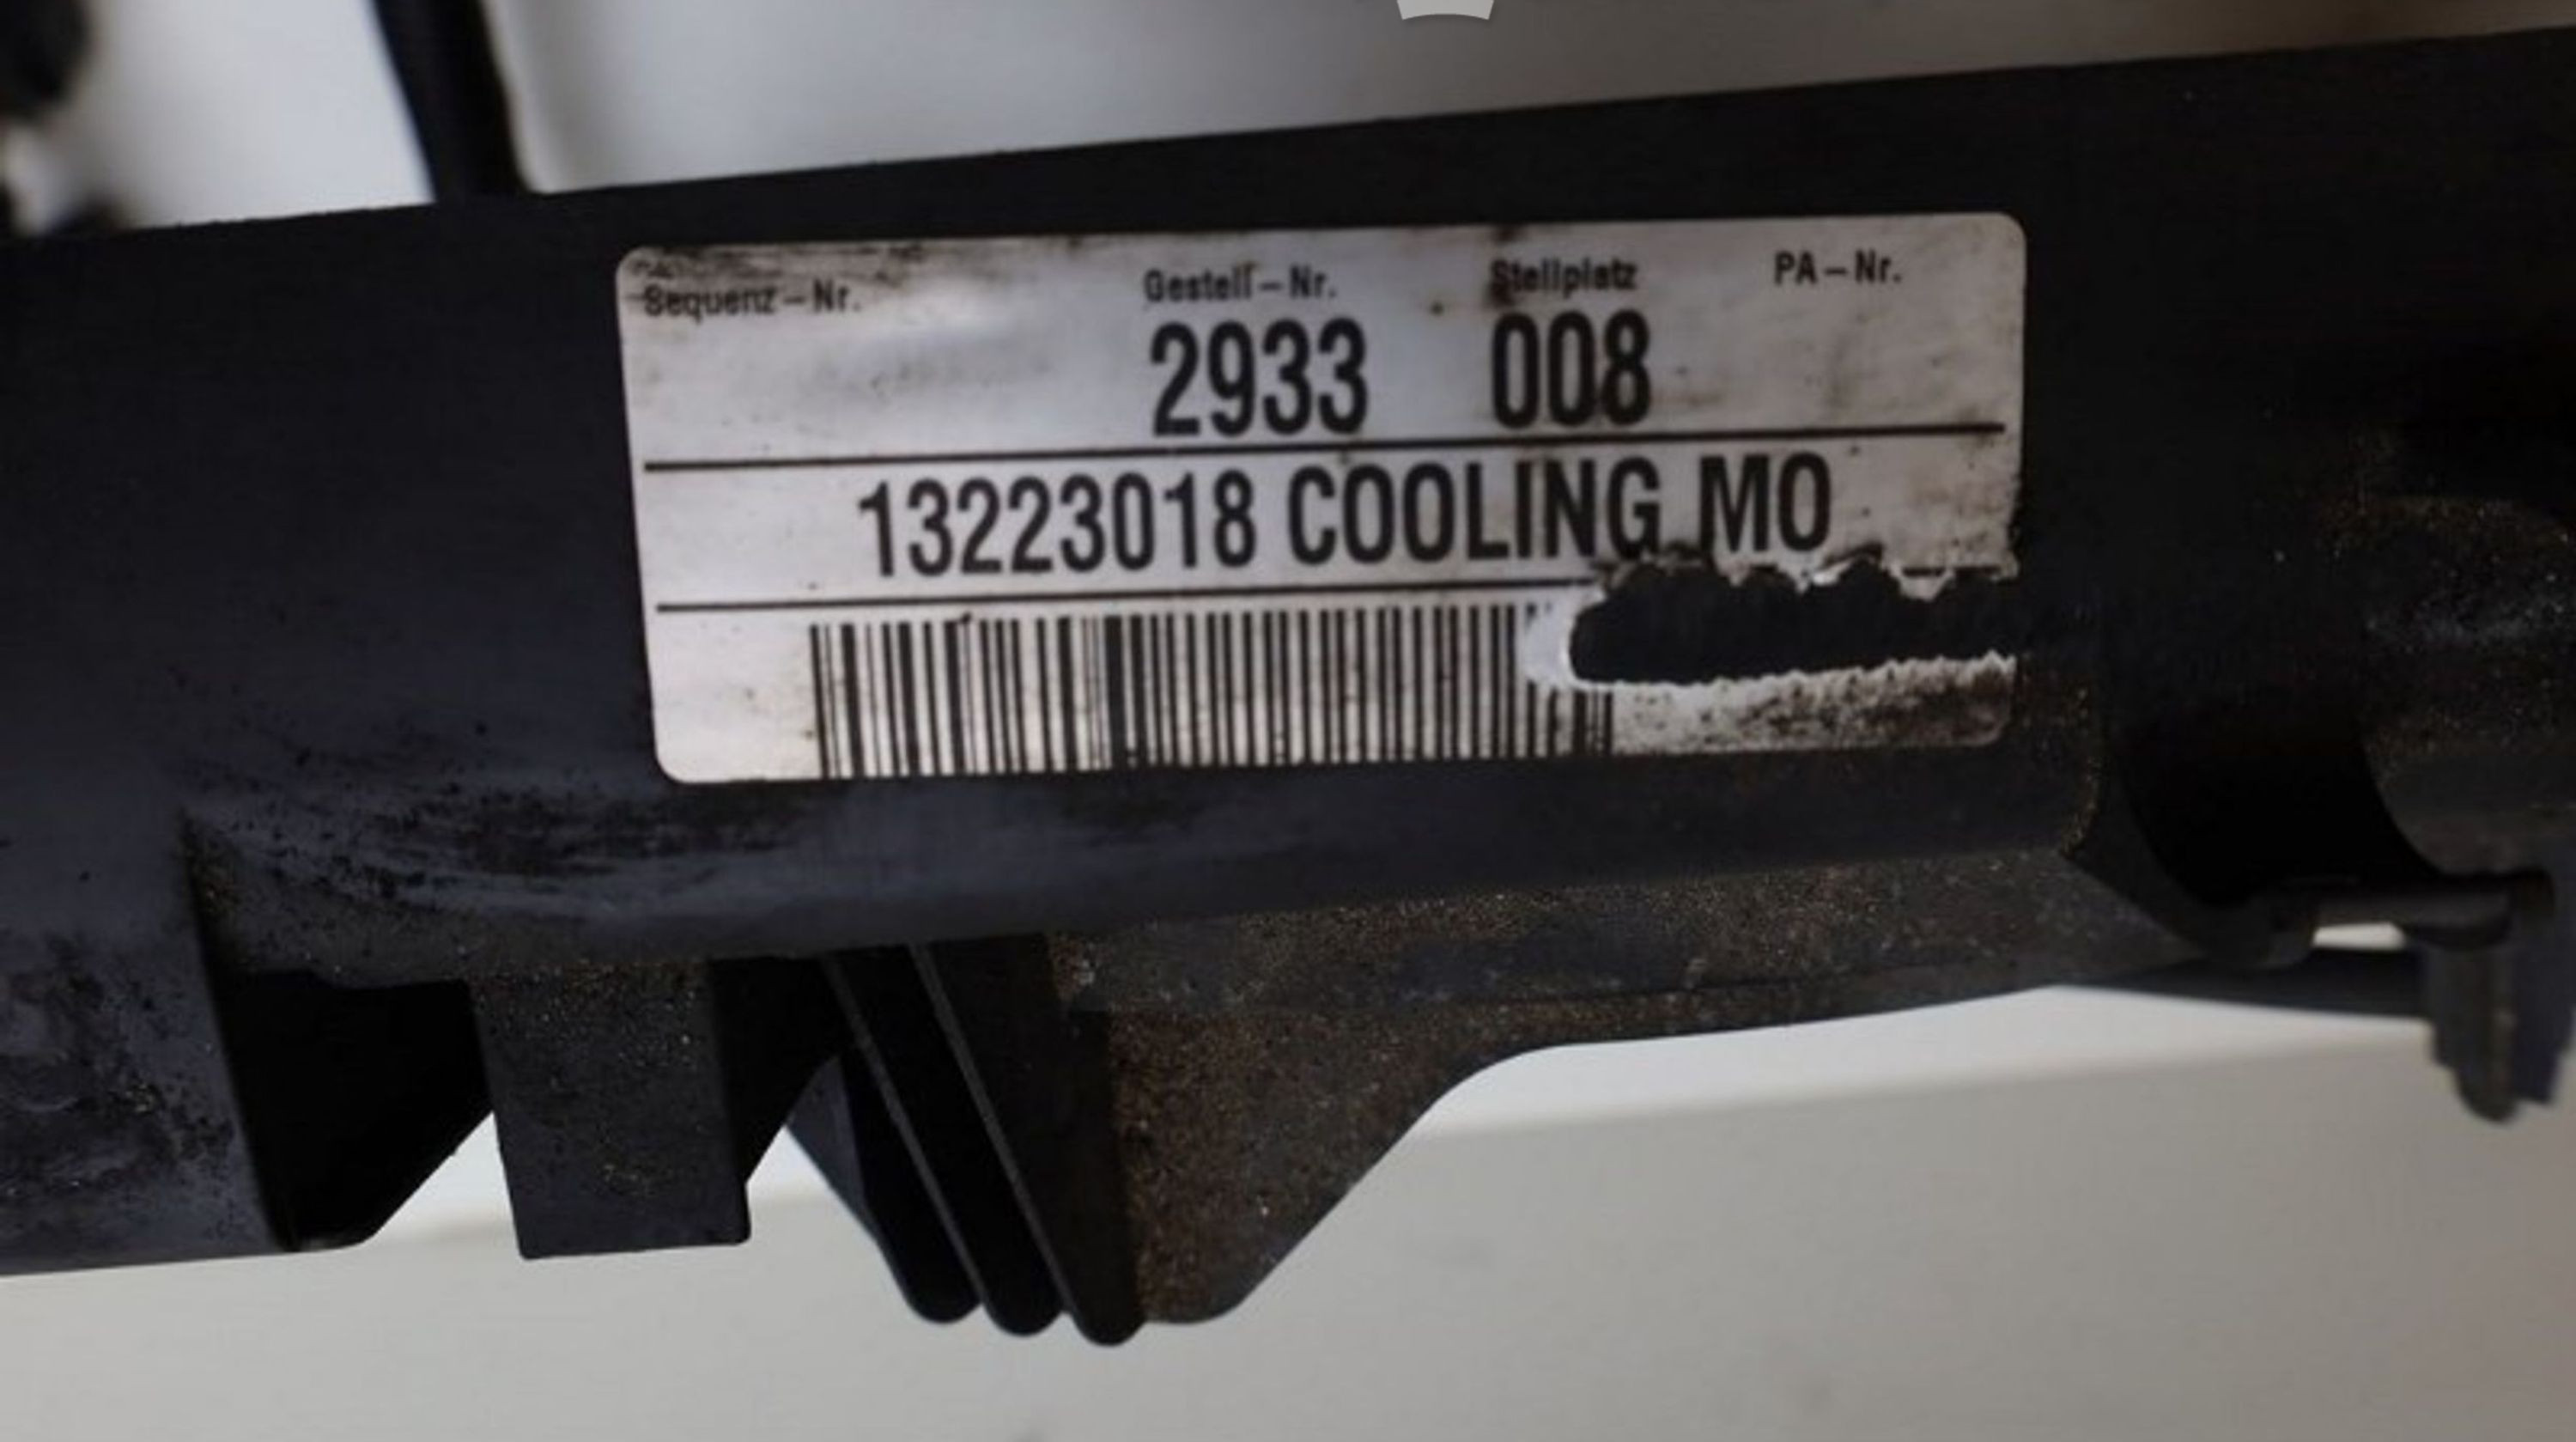 Sequenz-Nr. Gestell-Nr. Stellplatz PA-Nr.
2933 008
13223018 COOLING MO